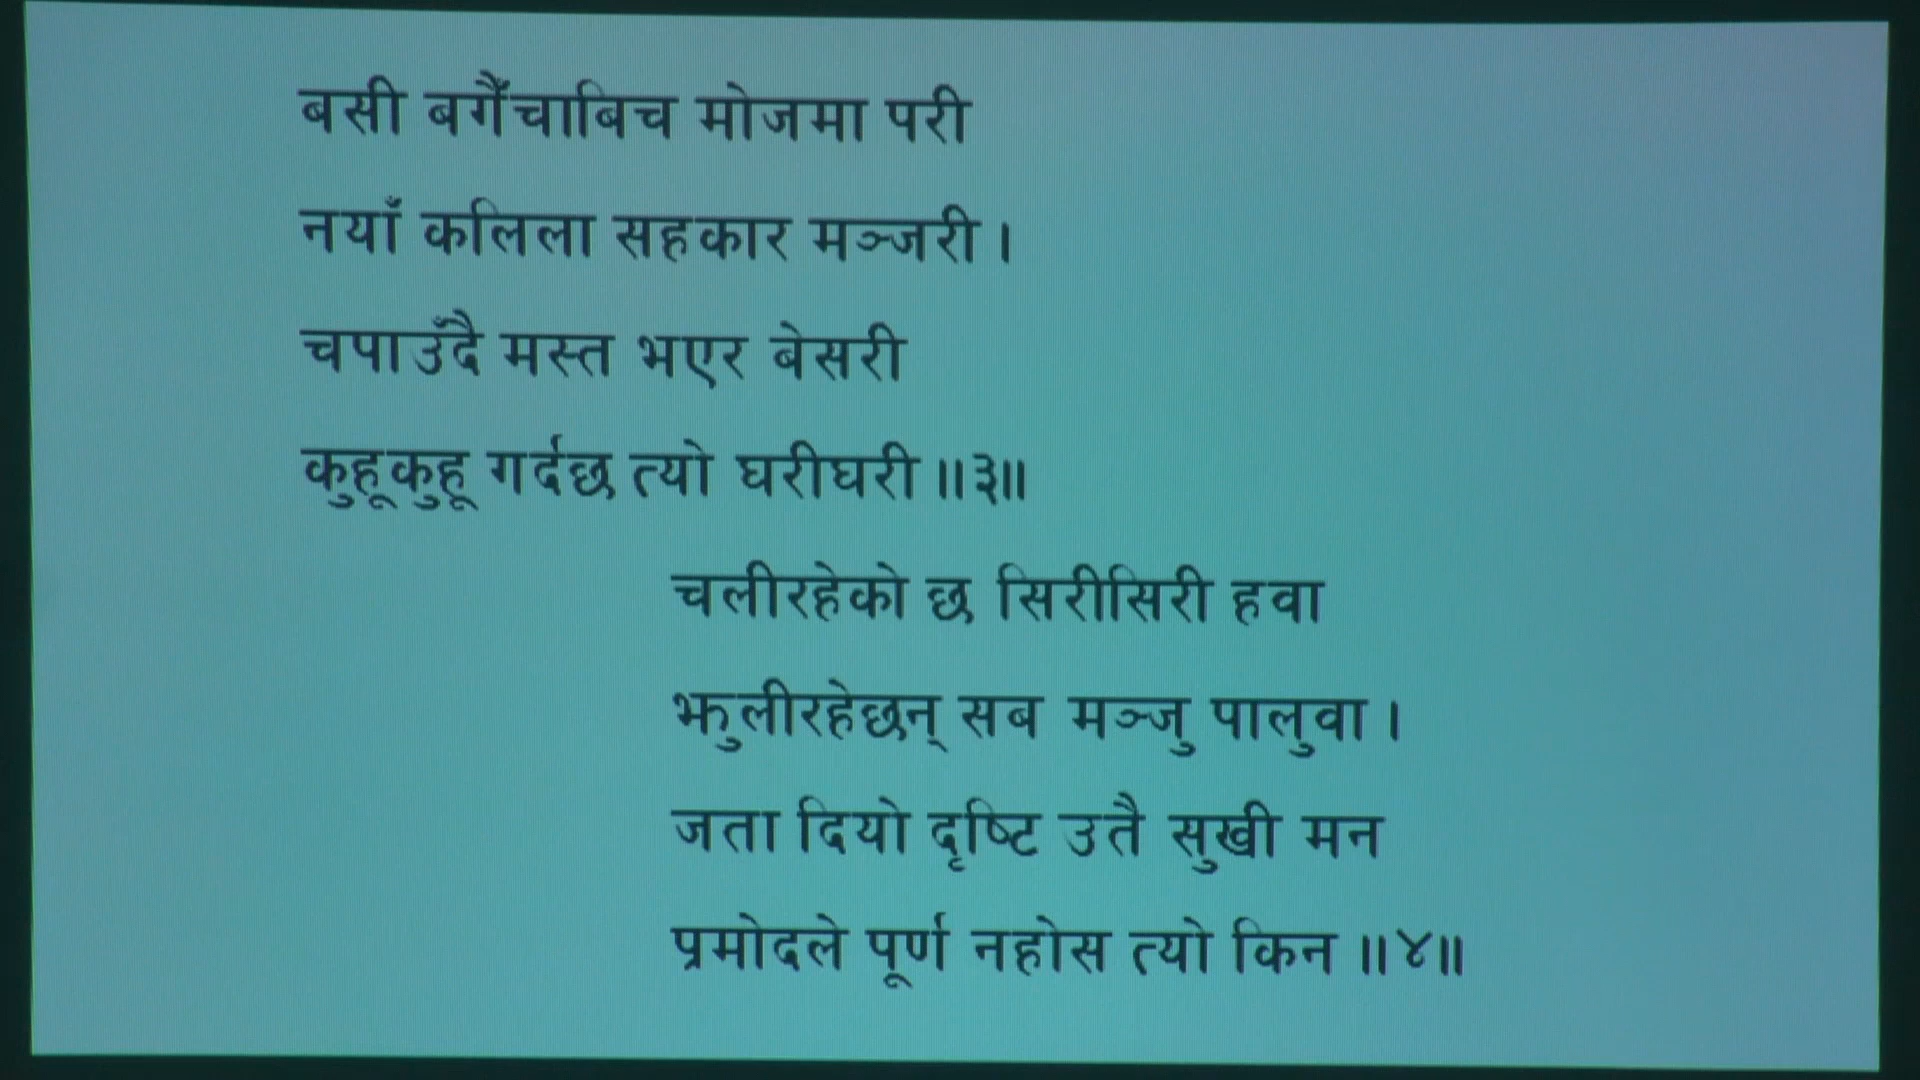 बसी बगैँचाबिच मोजमा परी
नयाँ कलिला सहकार मञ्जरी ।
चपाउँदै मस्त भएर बेसरी
कुहूकुहू गर्दछ त्यो घरीघरी ॥३॥
चलीरहेको छ सिरीसिरी हवा
झुलीरहेछन् सब मञ्जु पालुवा ।
जता दियो दृष्टि उतै सुखी मन
प्रमोदले पूर्ण नहोस त्यो किन ॥४॥